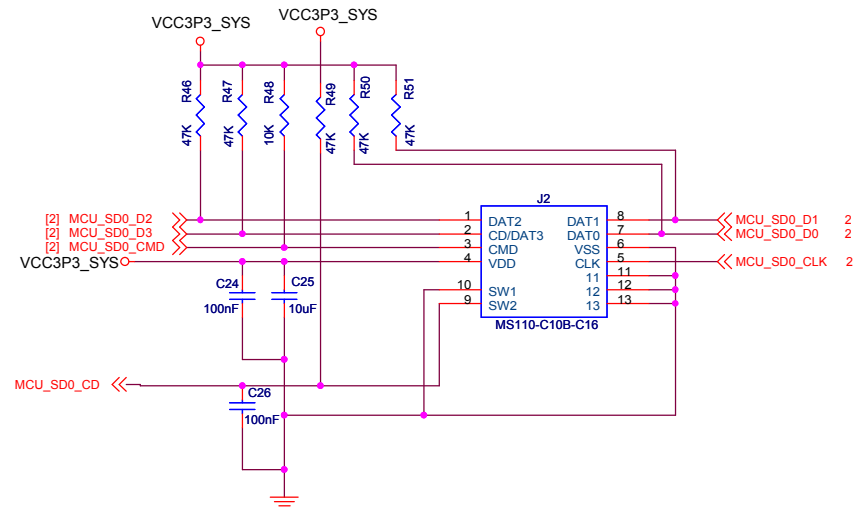 VCC3P3_SYS
VCC3P3_SYS
R46
R47
R48
R49
R50
R51
47K
47K
10K
47K
47K
47K
J2
[2] MCU_SD0_D2
1
DAT2
DAT1
8
MCU_SD0_D1 2
[2] MCU_SD0_D3
2
CD/DAT3
DAT0
7
MCU_SD0_D0 2
[2] MCU_SD0_CMD
3
CMD
VSS
6
VCC3P3_SYS
4
VDD
CLK
5
MCU_SD0_CLK 2
11
11
C24
C25
10
SW1
12
12
100nF
10uF
9
SW2
13
13
MS110-C10B-C16
MCU_SD0_CD
C26
100nF